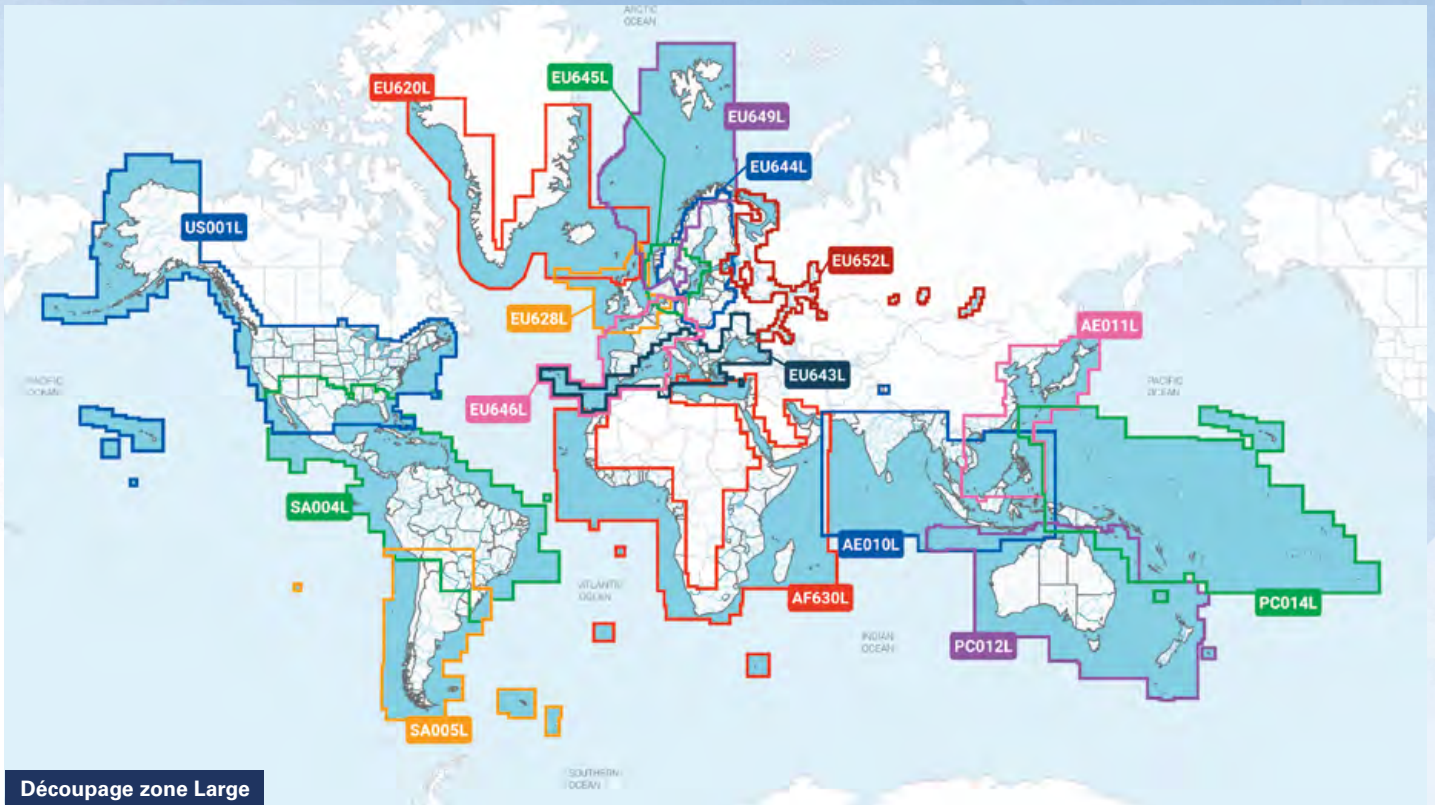 ARCTIC
OCEAN
EU620L
EU645L
EU649L
EU644L
US001L
EU652L
EU628L
AE011L
EU643L
PACIFIC
OCEAN
PACIFIC
OCEAN
EU646L
SA004L
AE010L
ATLANTIC
OCEAN
AF630L
PC014L
INDIAN
OCEAN
PC012L
SA005L
SOUTHERN
OCEAN
Découpage zone Large